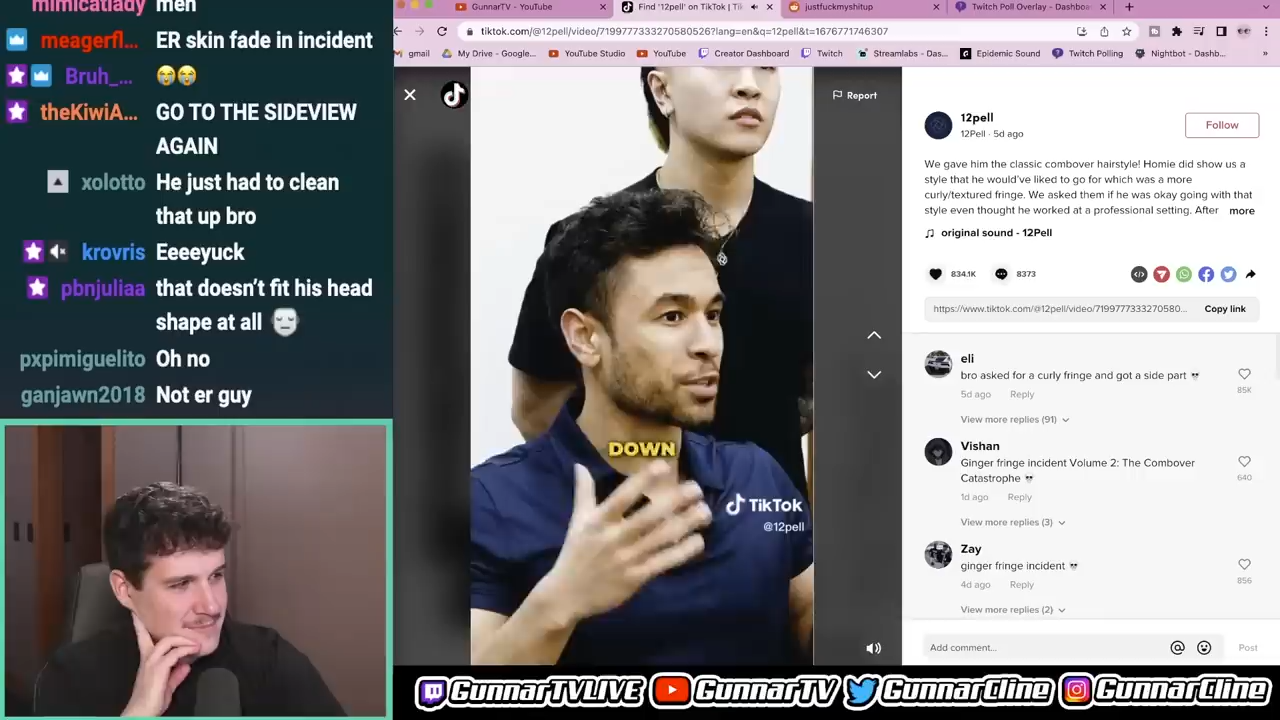 mimicatlady men
meagerfl... ER skin fade in incident
Bruh_...
theKiwiA... GO TO THE SIDEVIEW
AGAIN
xolotto He just had to clean
that up bro
krovris Eeeeyuck
pbnjuliaa that doesn't fit his head
shape at all
pxpimiguelito Oh no
ganjawn2018 Not er guy
GunnarTV - YouTube
Find '12pell' on TikTok | Tik
justfuckmyshitup
Twitch Poll Overlay - Dashboa
tiktok.com/@12pell/video/7199777333270580526?lang=en&q=12pell&t=1676771746307
gmail
My Drive - Google...
YouTube Studio
YouTube
Creator Dashboard
Twitch
Streamlabs - Das...
Epidemic Sound
Twitch Polling
Nightbot - Dashb...
Report
DOWN
TikTok
@12pell
12pell
12Pell · 5d ago
Follow
We gave him the classic combover hairstyle! Homie did show us a
style that he would've liked to go for which was a more
curly/textured fringe. We asked them if he was okay going with that
style even thought he worked at a professional setting. After more
original sound - 12Pell
834.1K
8373
https://www.tiktok.com/@12pell/video/7199777333270580...
Copy link
eli
bro asked for a curly fringe and got a side part
5d ago Reply
85K
View more replies (91)
Vishan
Ginger fringe incident Volume 2: The Combover
Catastrophe
640
1d ago Reply
View more replies (3)
Zay
ginger fringe incident
856
4d ago Reply
View more replies (2)
Add comment...
Post
GunnarTVLIVE
GunnarTV
GunnarCline
GunnarCline